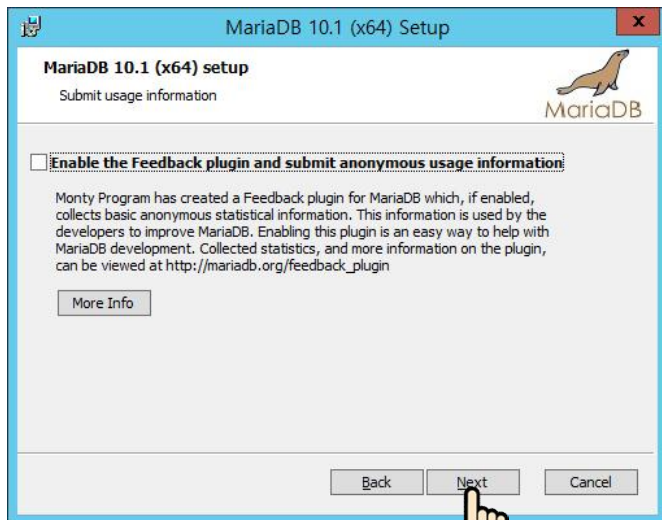 MariaDB 10.1 (x64) Setup
x
MariaDB 10.1 (x64) setup
Submit usage information
MariaDB
Enable the Feedback plugin and submit anonymous usage information
Monty Program has created a Feedback plugin for MariaDB which, if enabled,
collects basic anonymous statistical information. This information is used by the
developers to improve MariaDB. Enabling this plugin is an easy way to help with
MariaDB development. Collected statistics, and more information on the plugin,
can be viewed at http://mariadb.org/feedback_plugin
More Info
Back Next Cancel